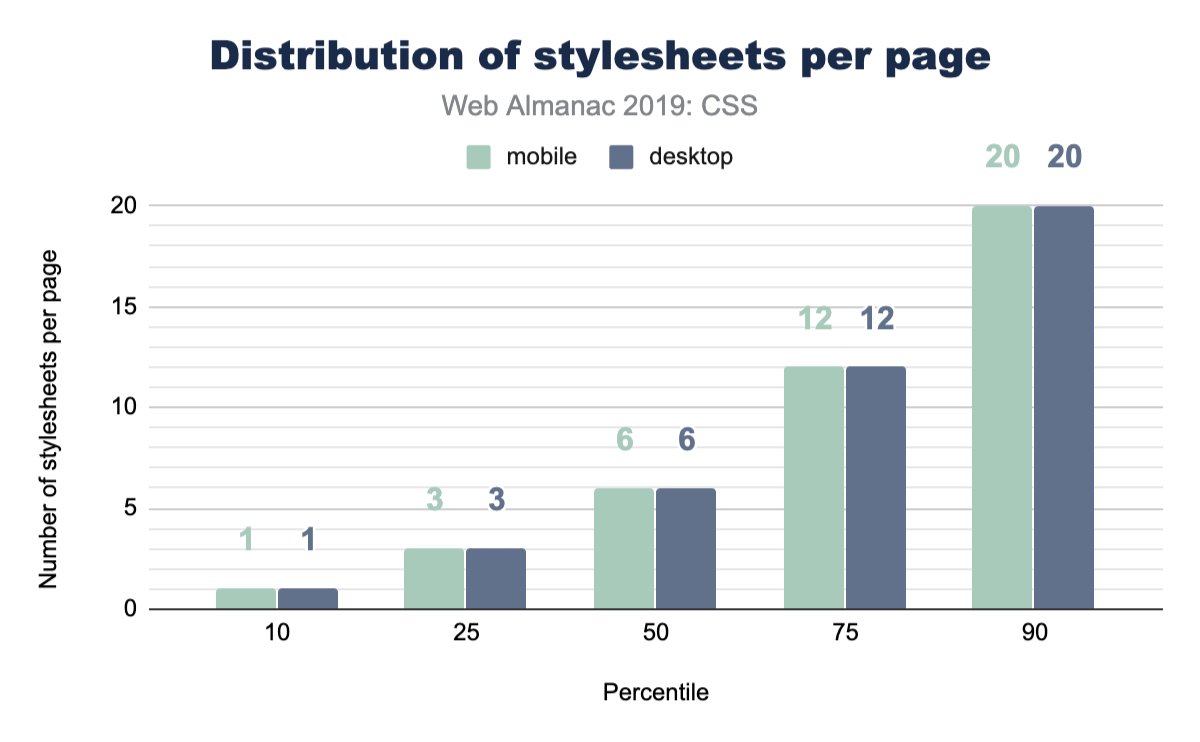 Distribution of stylesheets per page
Web Almanac 2019: CSS
mobile desktop
20 20
20
15
12 12
10
6 6
5
3 3
1 1
0
10 25 50 75 90
Number of stylesheets per page
Percentile